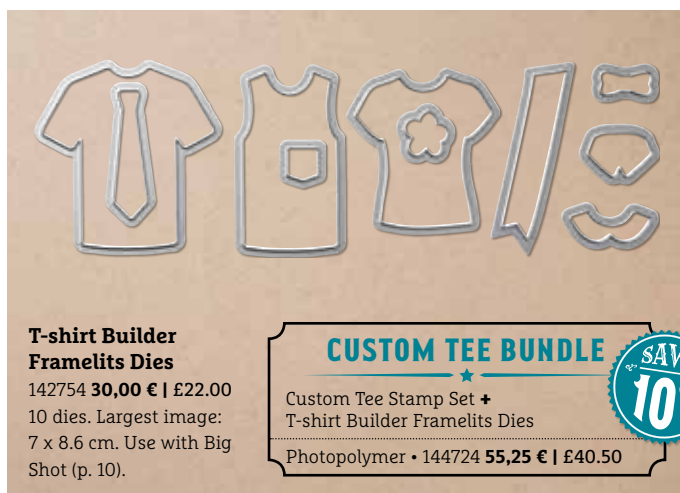 T-shirt Builder
Framelits Dies
142754 30,00 € | £22.00
10 dies. Largest image:
7 x 8.6 cm. Use with Big
Shot (p. 10).
CUSTOM TEE BUNDLE
Custom Tee Stamp Set +
T-shirt Builder Framelits Dies
Photopolymer • 144724 55,25 € | £40.50
10